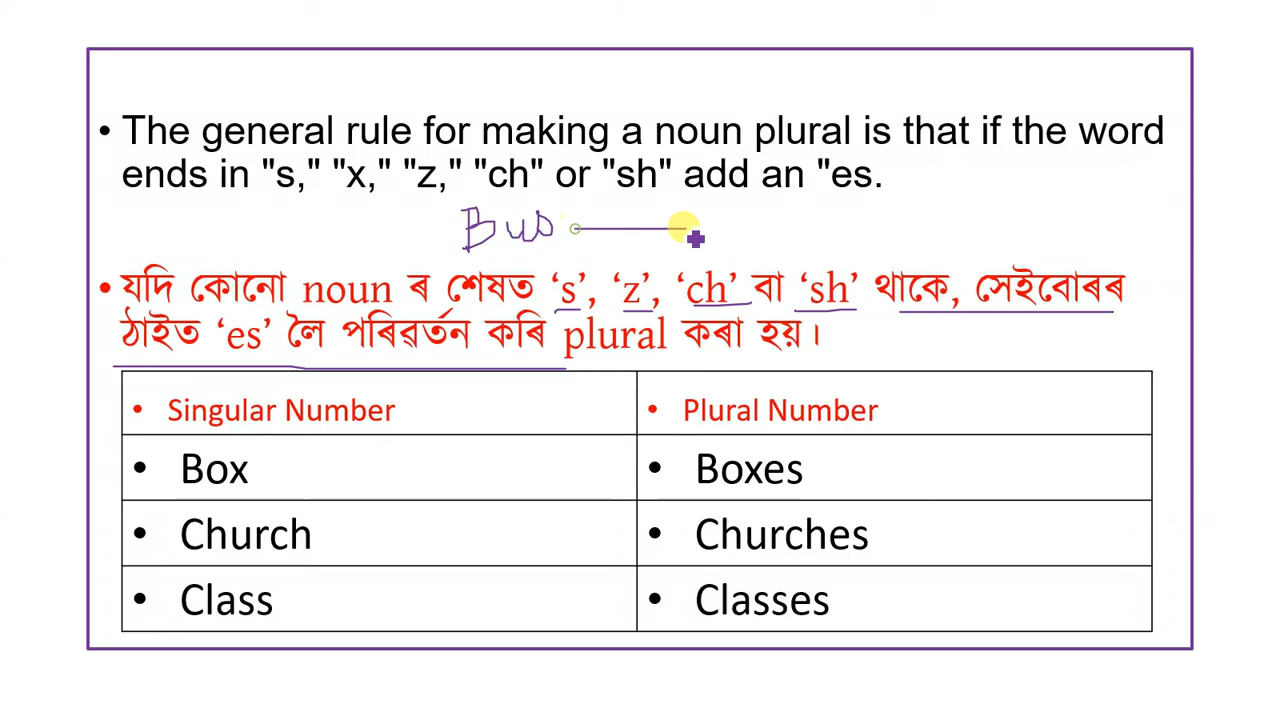 • The general rule for making a noun plural is that if the word
ends in "s," "x," "z," "ch" or "sh" add an "es.
Bus
• যদি কোনো noun ৰ শেষত ‘s’, ‘z’, ‘ch’ বা ‘sh’ থাকে, সেইবোৰৰ
ঠাইত ‘es’ লৈ পৰিৱৰ্তন কৰি plural কৰা হয়।
• Singular Number • Plural Number
• Box • Boxes
• Church • Churches
• Class • Classes